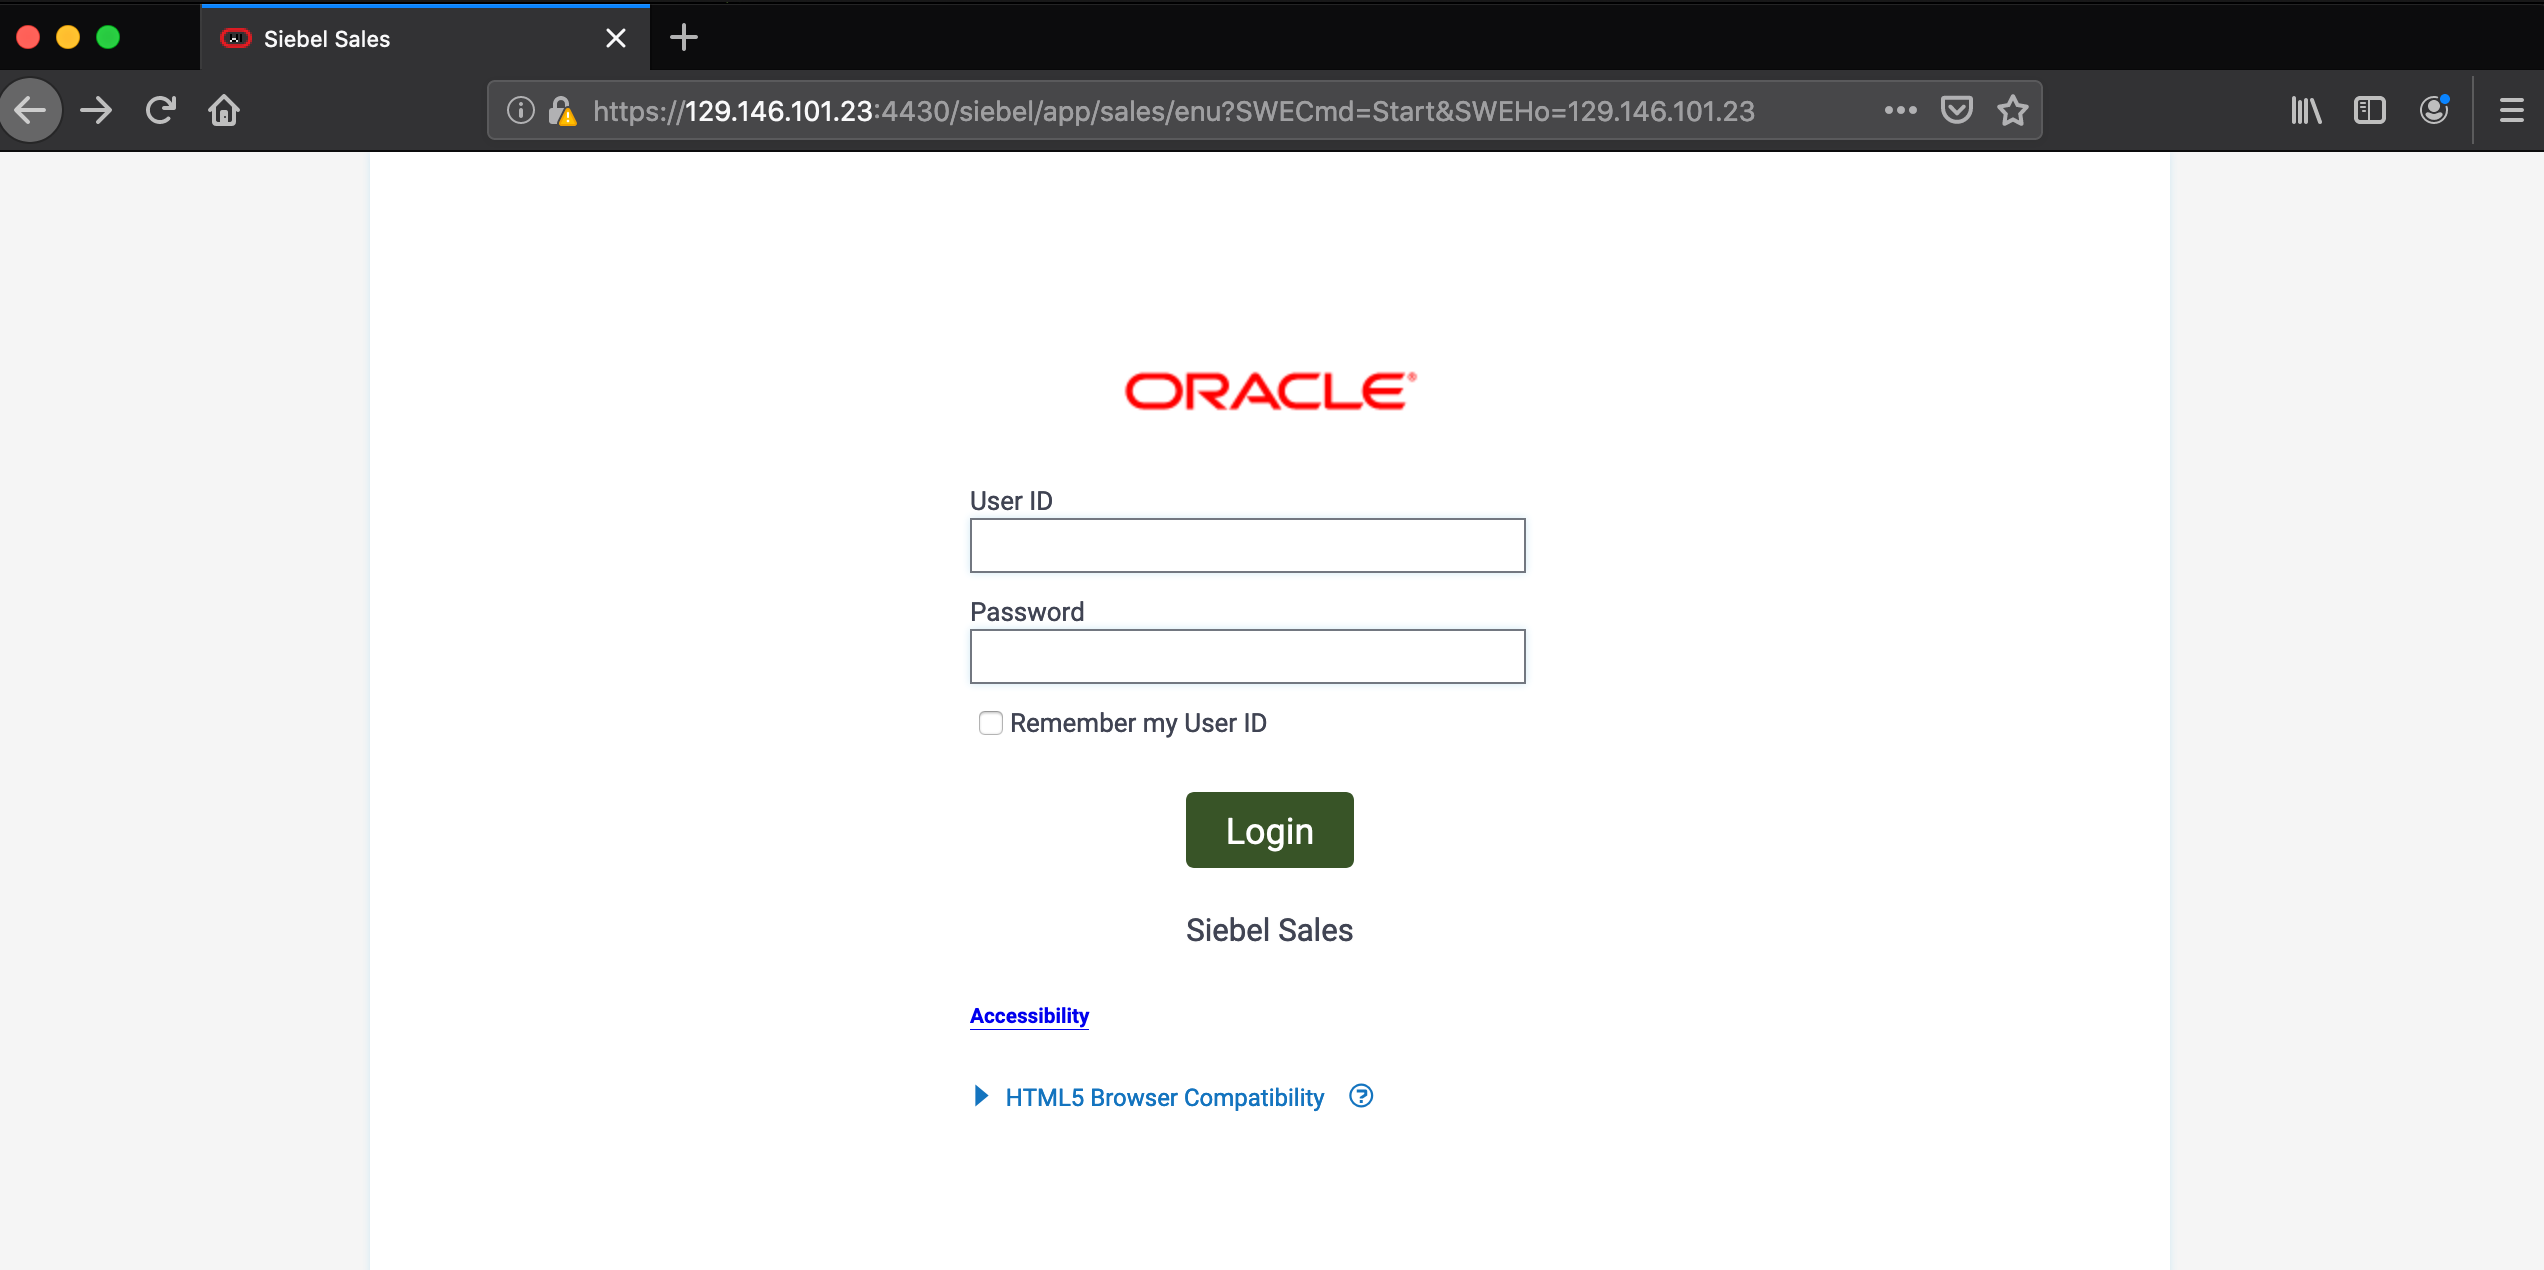 Siebel Sales
https://129.146.101.23:4430/siebel/app/sales/enu?SWECmd=Start&SWEHo=129.146.101.23
ORACLE®
User ID
Password
Remember my User ID
Login
Siebel Sales
Accessibility
HTML5 Browser Compatibility